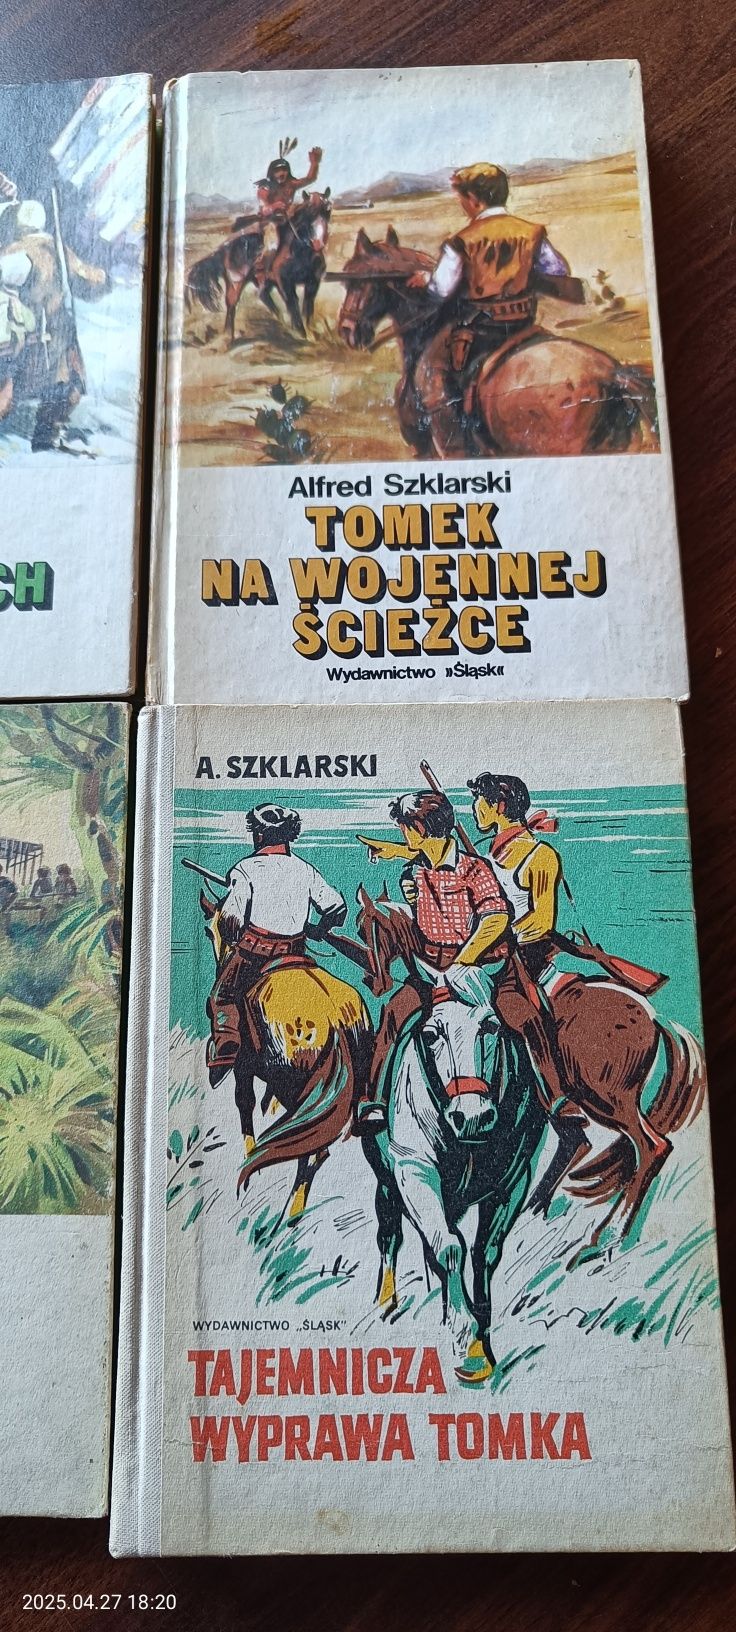 Alfred Szklarski
TOMEK
NA WOJENNEJ
ŚCIEŻCE
Wydawnictwo »Śląsk«
CH
A. SZKLARSKI
WYDAWNICTWO „ŚLĄSK"
TAJEMNICZA
WYPRAWA TOMKA
2025.04.27 18:20